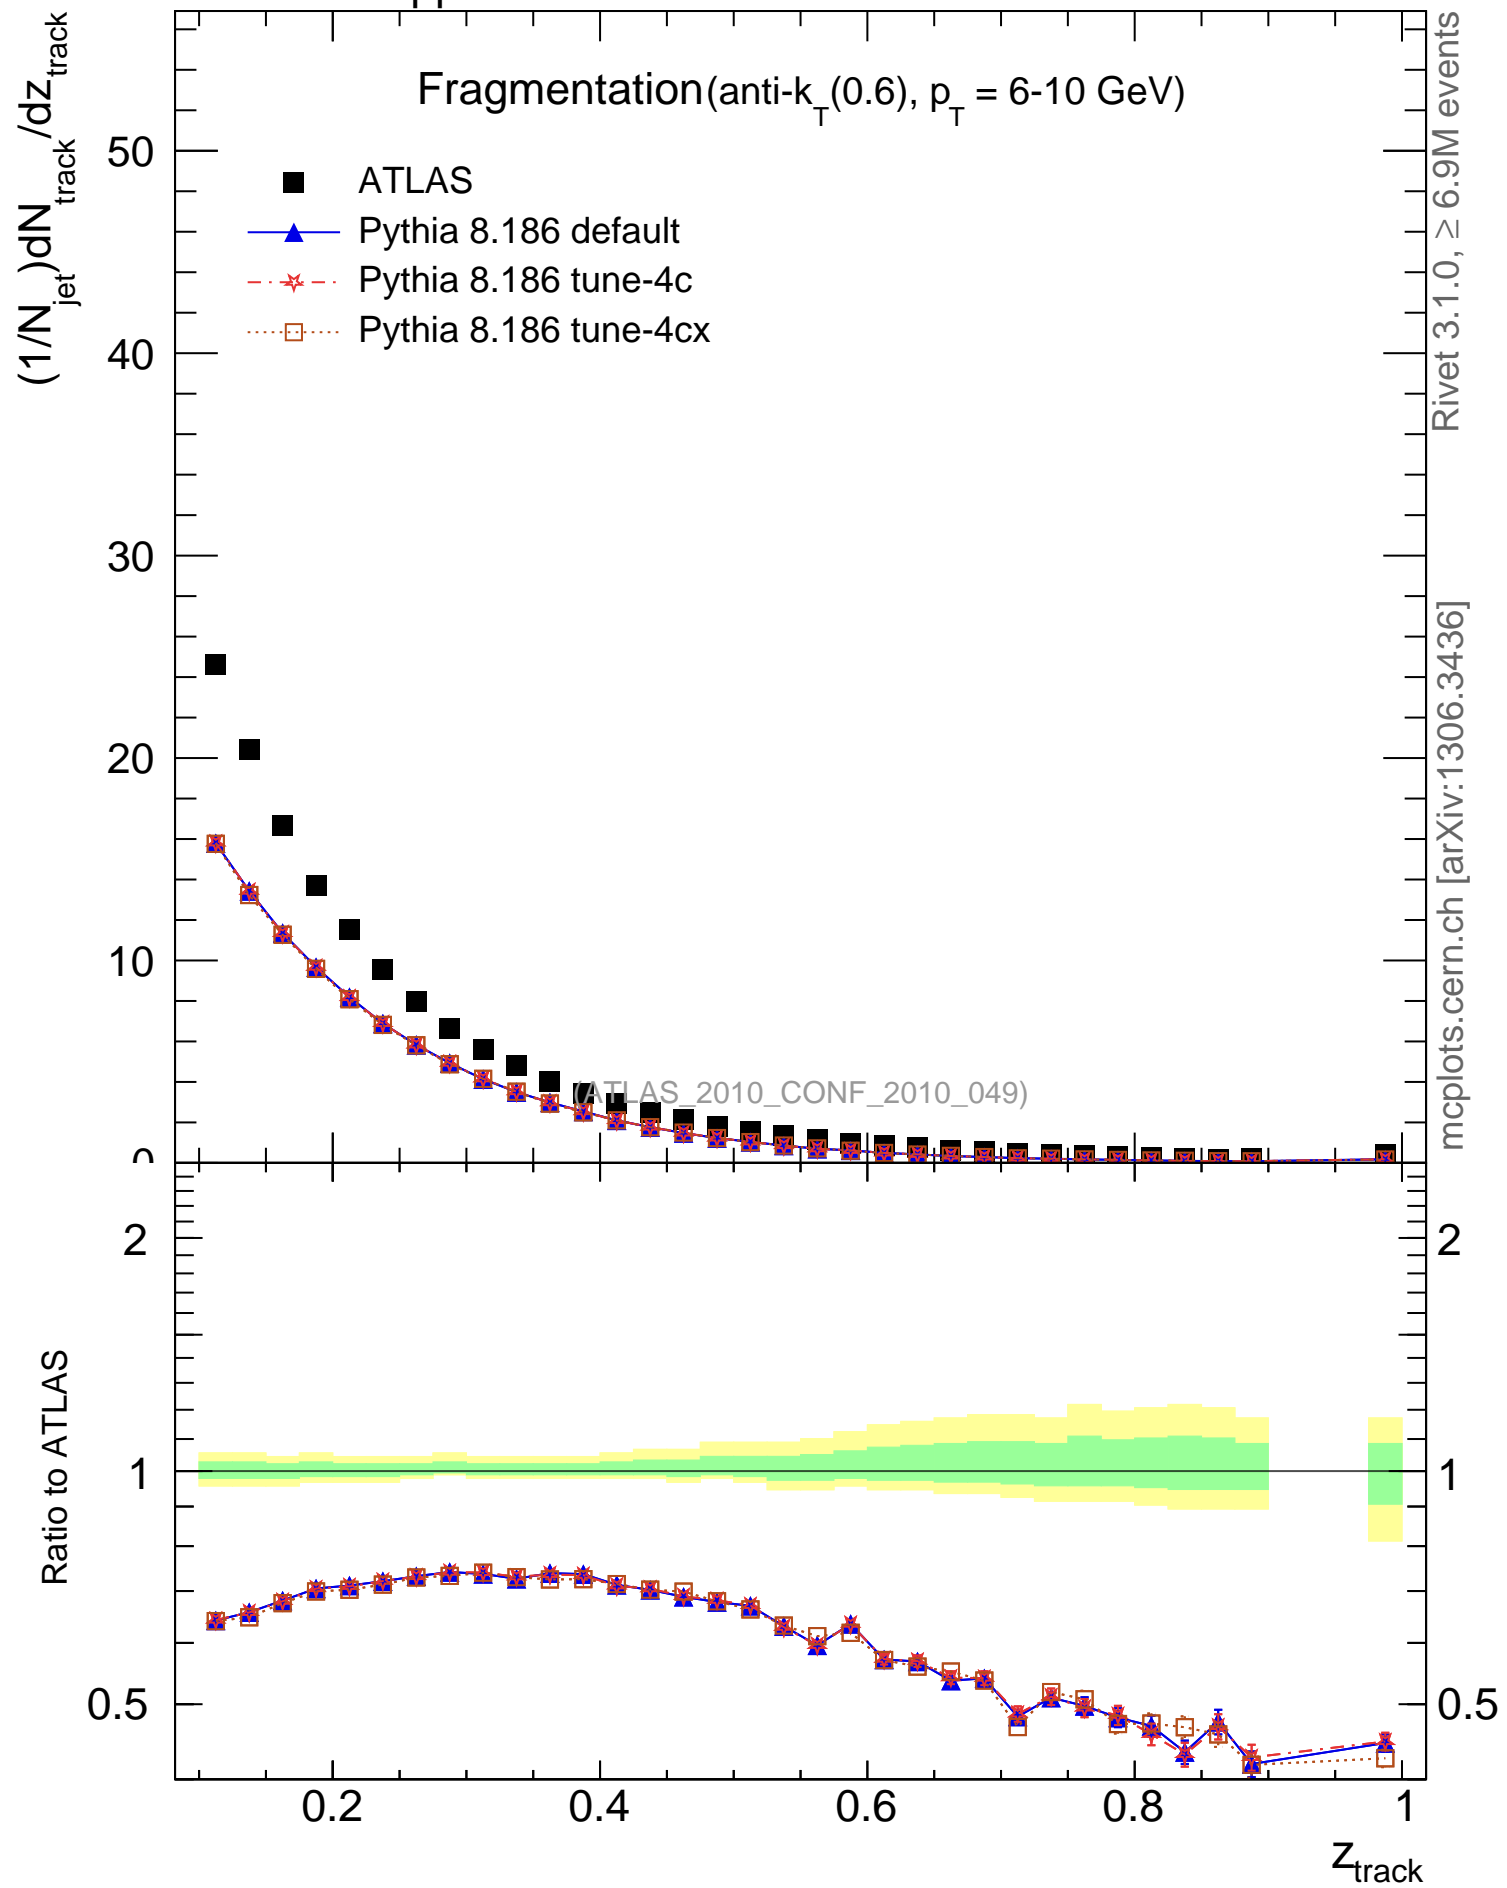 pp
Fragmentation (anti-k_T(0.6), p_T = 6-10 GeV)
(1/N_jet)dN_track/dz_track
ATLAS
Pythia 8.186 default
Pythia 8.186 tune-4c
Pythia 8.186 tune-4cx
50
40
30
20
10
0
(ATLAS_2010_CONF_2010_049)
Rivet 3.1.0, ≥ 6.9M events
mcplots.cern.ch [arXiv:1306.3436]
Ratio to ATLAS
2
1
0.5
2
1
0.5
0.2
0.4
0.6
0.8
1
z_track